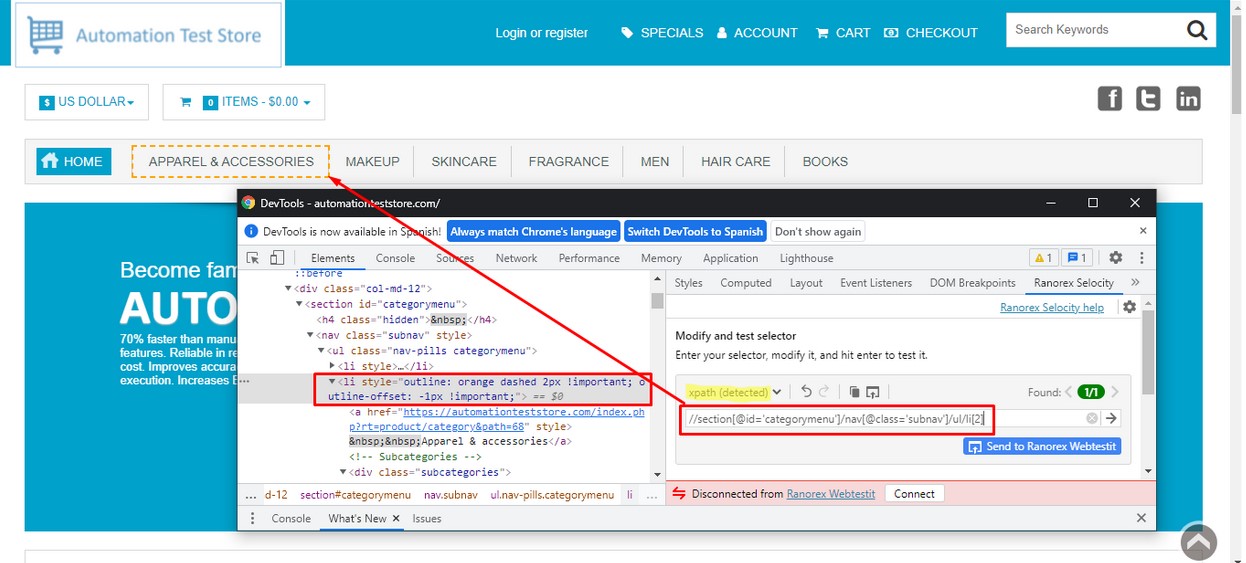 Automation Test Store
Login or register SPECIALS ACCOUNT CART CHECKOUT
Search Keywords
$ US DOLLAR
0 ITEMS - $0.00
HOME APPAREL & ACCESSORIES MAKEUP SKINCARE FRAGRANCE MEN HAIR CARE BOOKS
DevTools - automationteststore.com/
DevTools is now available in Spanish! Always match Chrome's language Switch DevTools to Spanish Don't show again
Elements Console Sources Network Performance Memory Application Lighthouse 1 1
Become fam
AUTO
70% faster than manu
features. Reliable in re
cost. Improves accura
execution. Increases
::before
<div class="col-md-12">
<section id="categorymenu">
<h4 class="hidden">&nbsp;</h4>
<nav class="subnav" style>
<ul class="nav-pills categorymenu">
<li style>…</li>
<li style="outline: orange dashed 2px !important; o
utline-offset: -1px !important;"> == $0
<a href="https://automationteststore.com/index.ph
p?rt=product/category&path=68" style>
&nbsp;&nbsp;Apparel & accessories</a>
<!-- Subcategories -->
<div class="subcategories">
Styles Computed Layout Event Listeners DOM Breakpoints Ranorex Selocity
Ranorex Selocity help
Modify and test selector
Enter your selector, modify it, and hit enter to test it.
xpath (detected) Found: 1/1
//section[@id='categorymenu']/nav[@class='subnav']/ul/li[2]
Send to Ranorex Webtestit
... d-12 section#categorymenu nav.subnav ul.nav-pills.categorymenu li ...
Disconnected from Ranorex Webtestit Connect
Console What's New Issues